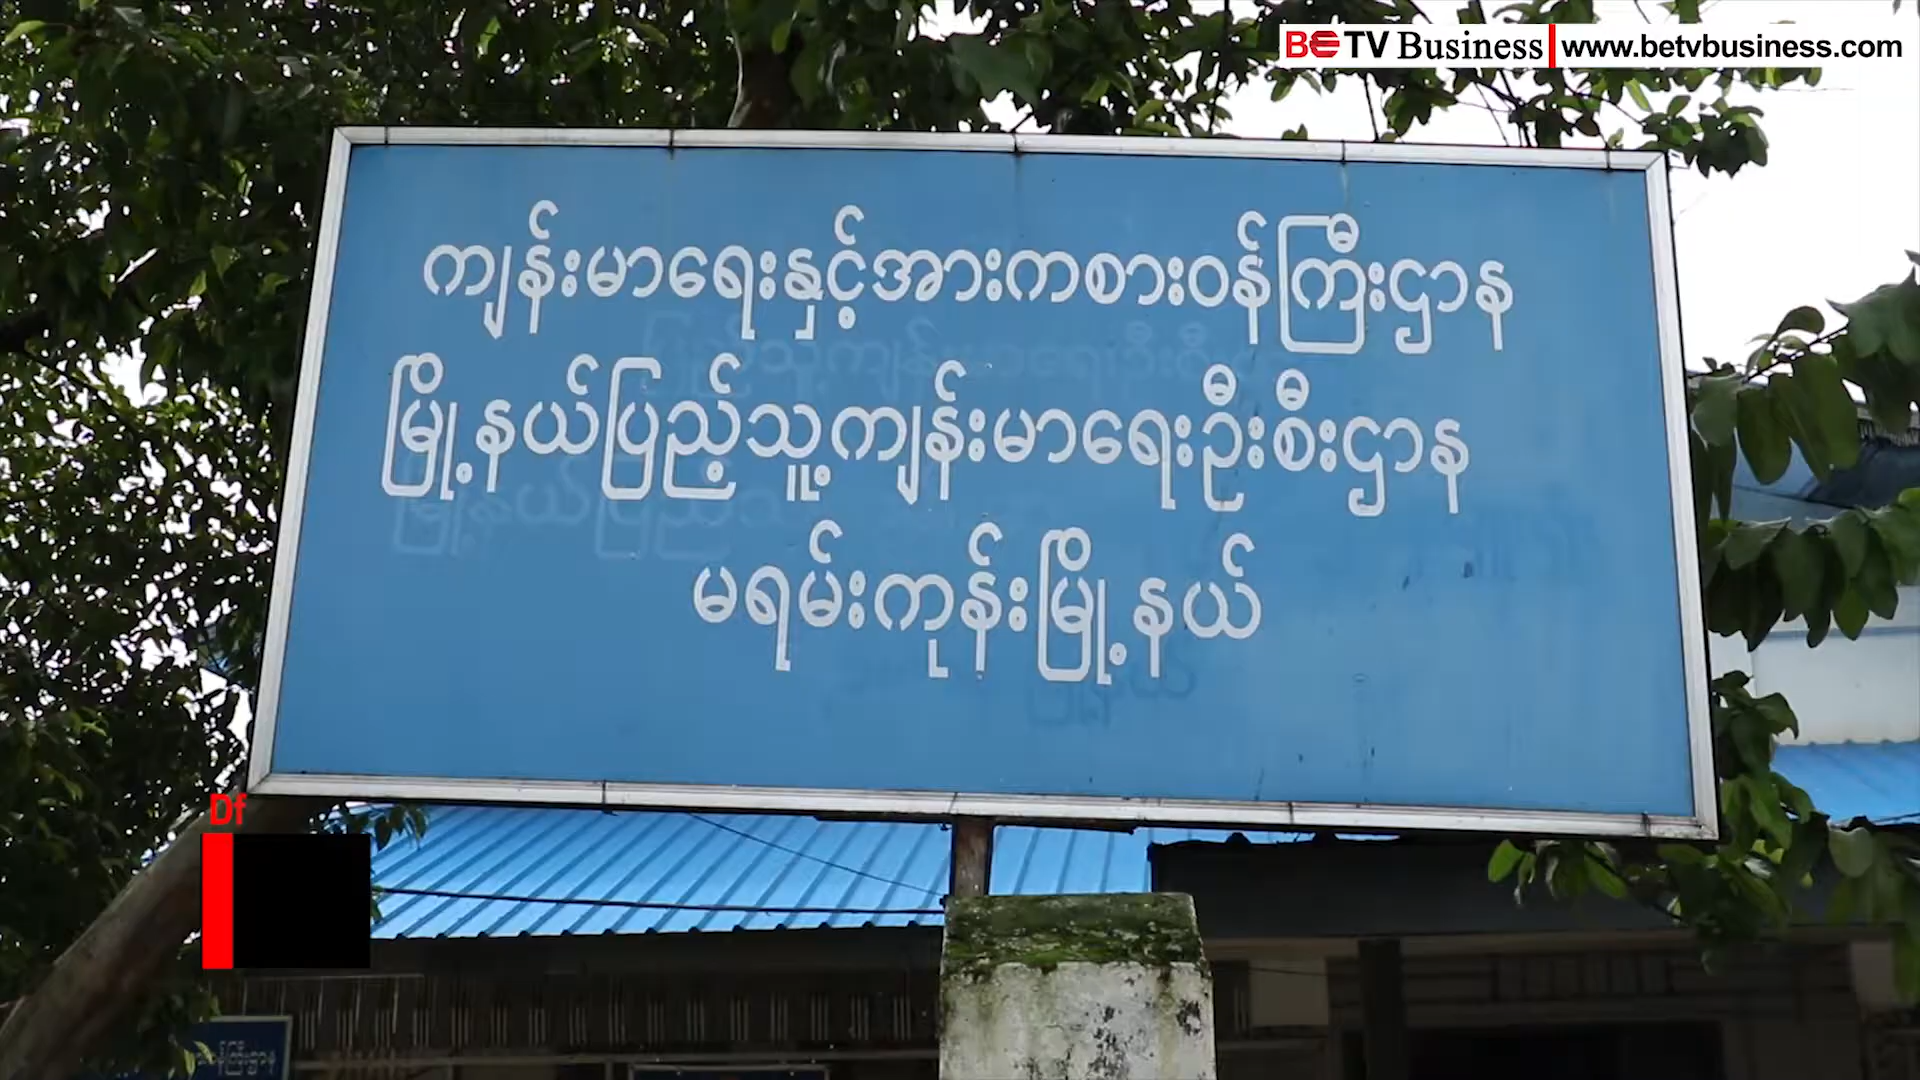 BETV Business | www.betvbusiness.com
ကျန်းမာရေးနှင့်အားကစားဝန်ကြီးဌာန
မြို့နယ်ပြည်သူ့ကျန်းမာရေးဦးစီးဌာန
မရမ်းကုန်းမြို့နယ်
Df